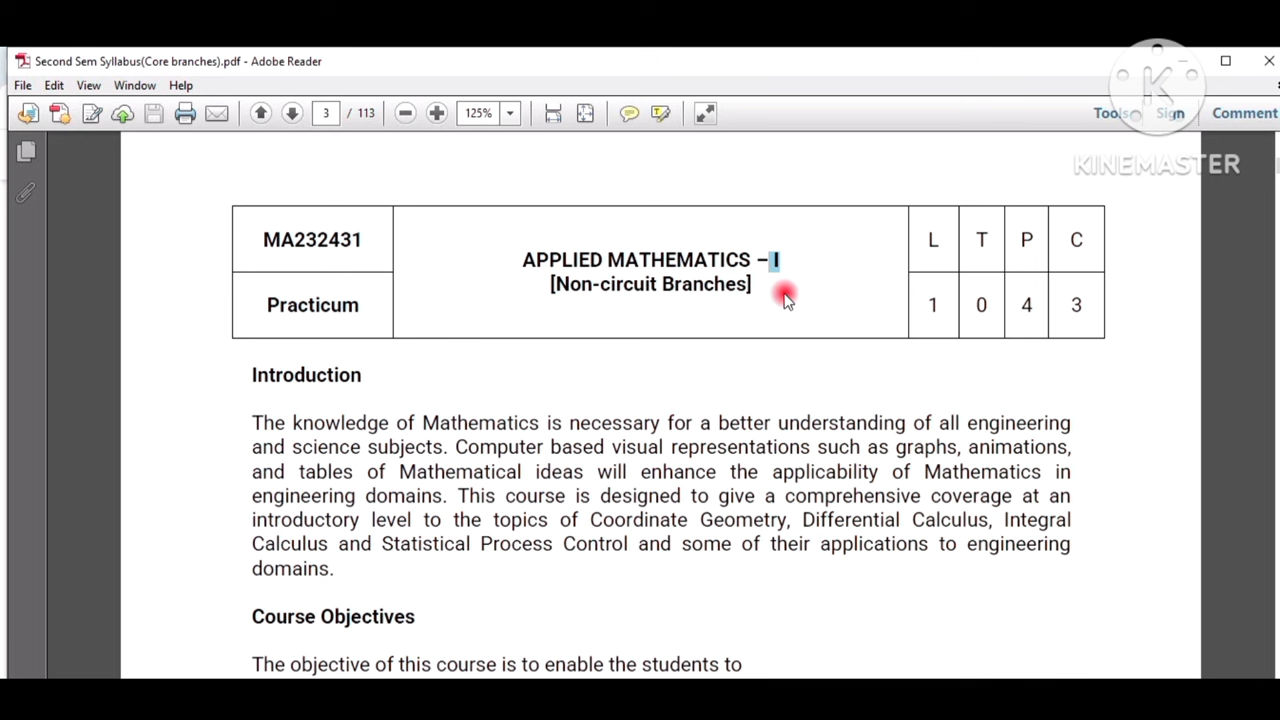 Second Sem Syllabus(Core branches).pdf - Adobe Reader
File Edit View Window Help
3 / 113 125% Tools Sign Comment
K
KINEMASTER
MA232431
Practicum
APPLIED MATHEMATICS – I
[Non-circuit Branches]
L T P C
1 0 4 3
Introduction
The knowledge of Mathematics is necessary for a better understanding of all engineering
and science subjects. Computer based visual representations such as graphs, animations,
and tables of Mathematical ideas will enhance the applicability of Mathematics in
engineering domains. This course is designed to give a comprehensive coverage at an
introductory level to the topics of Coordinate Geometry, Differential Calculus, Integral
Calculus and Statistical Process Control and some of their applications to engineering
domains.
Course Objectives
The objective of this course is to enable the students to